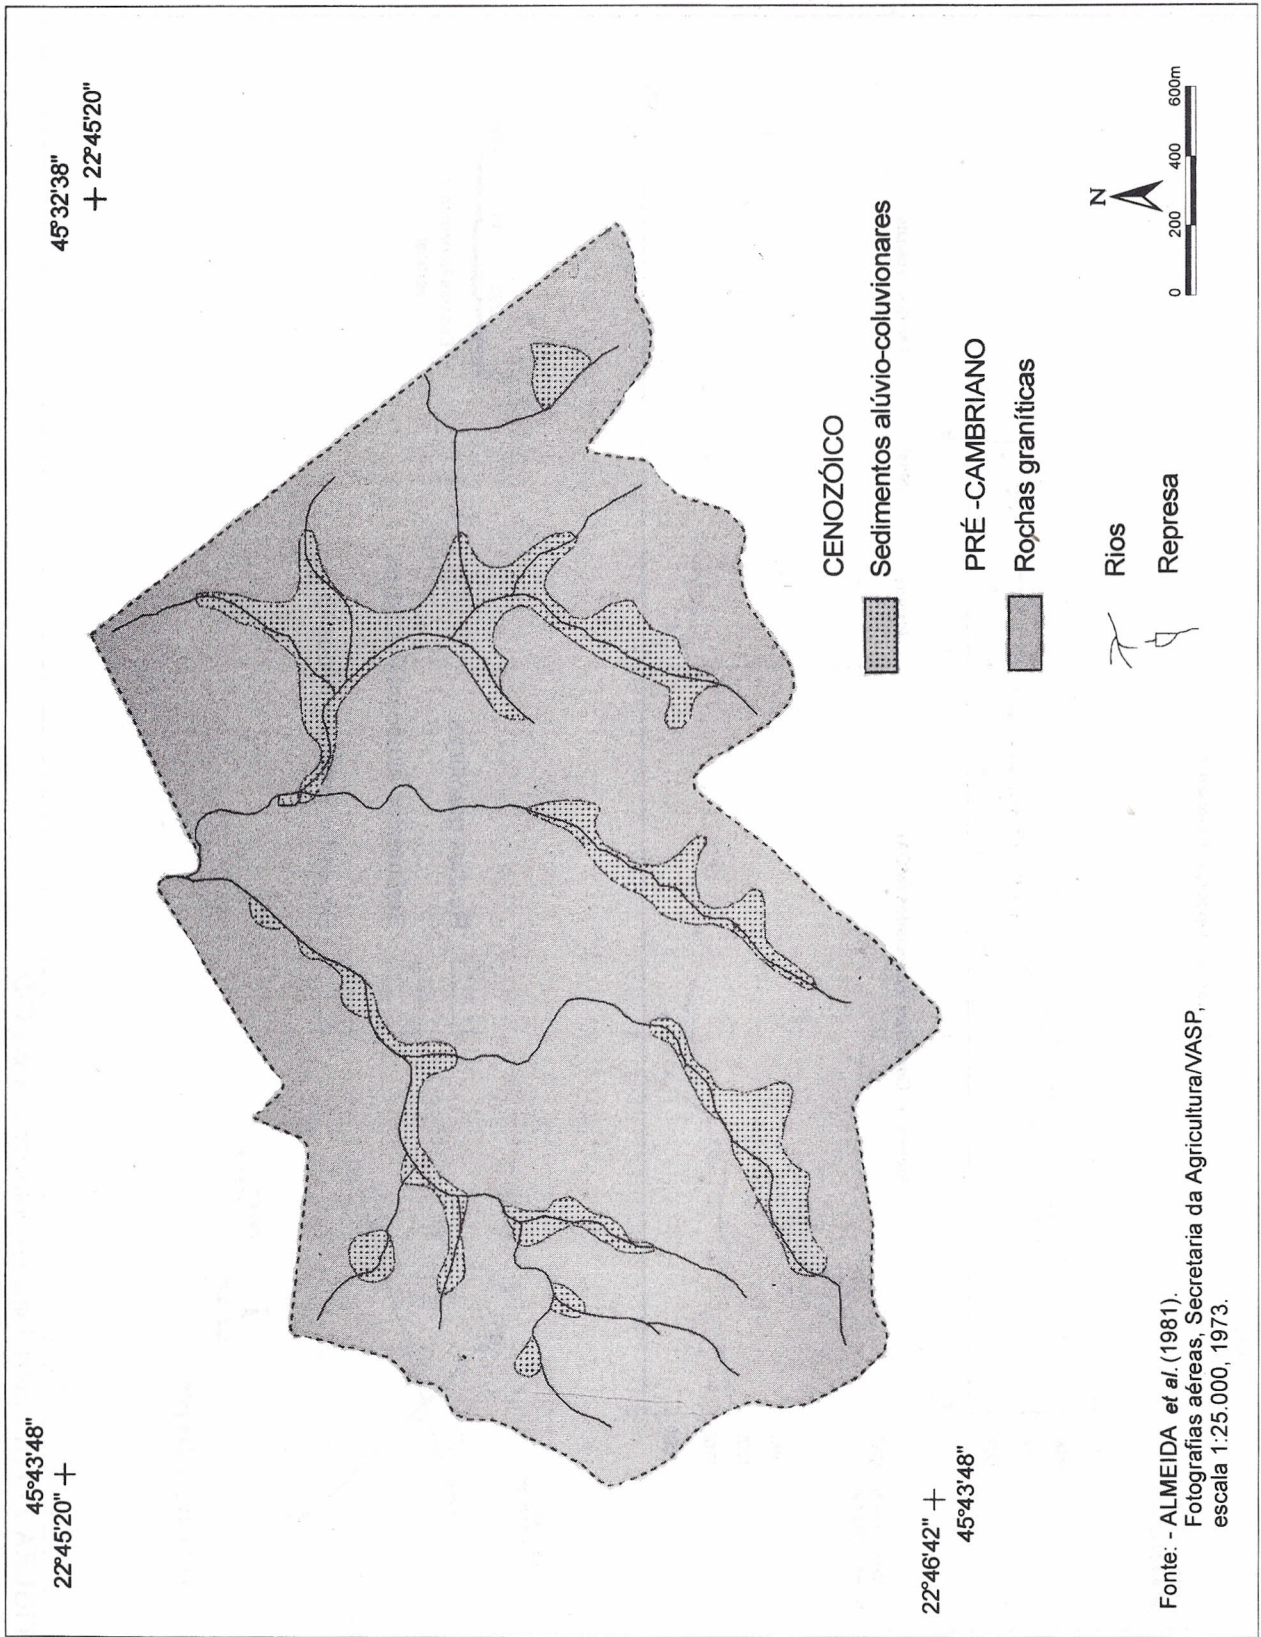 45°43'48"
22°45'20"
45°32'38"
22°45'20"
22°46'42"
45°43'48"
CENOZÓICO
Sedimentos alúvio-coluvionares
PRÉ -CAMBRIANO
Rochas graníticas
Rios
Represa
N
0 200 400 600m
Fonte: - ALMEIDA et al. (1981).
Fotografias aéreas, Secretaria da Agricultura/VASP,
escala 1:25.000, 1973.